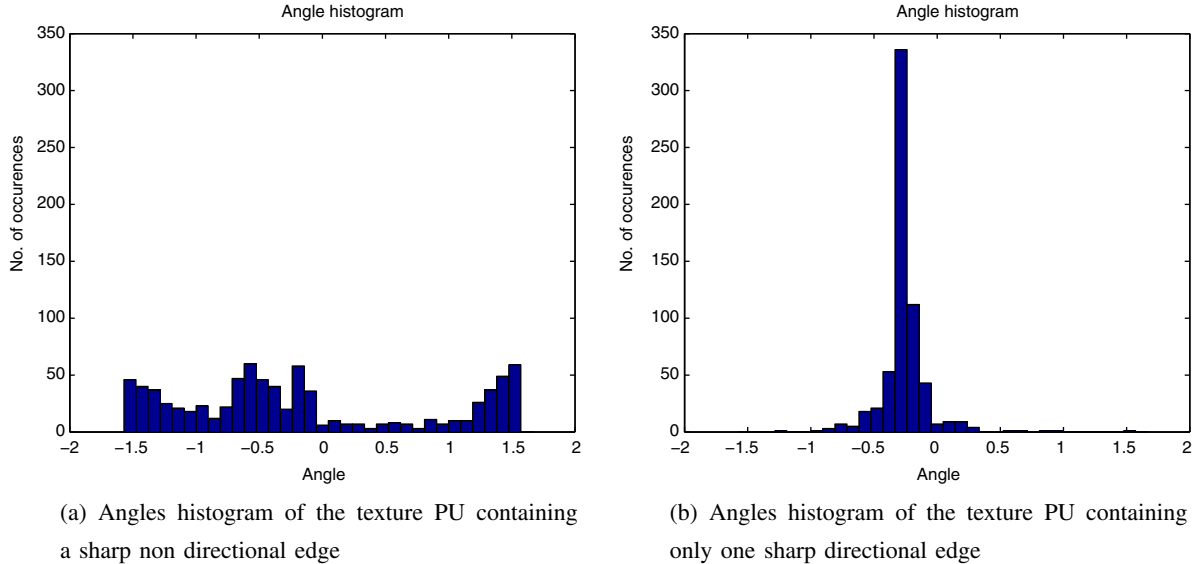 Angle histogram
350
300
250
200
150
100
50
0
No. of occurences
−2 −1.5 −1 −0.5 0 0.5 1 1.5 2
Angle
(a) Angles histogram of the texture PU containing
a sharp non directional edge
Angle histogram
350
300
250
200
150
100
50
0
No. of occurences
−2 −1.5 −1 −0.5 0 0.5 1 1.5 2
Angle
(b) Angles histogram of the texture PU containing
only one sharp directional edge